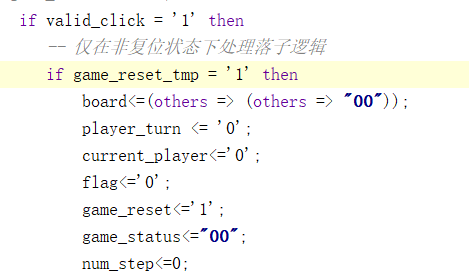 if valid_click = '1' then
-- 仅在非复位状态下处理落子逻辑
if game_reset_tmp = '1' then
board<=(others => (others => "00"));
player_turn <= '0';
current_player<='0';
flag<='0';
game_reset<='1';
game_status<="00";
num_step<=0;